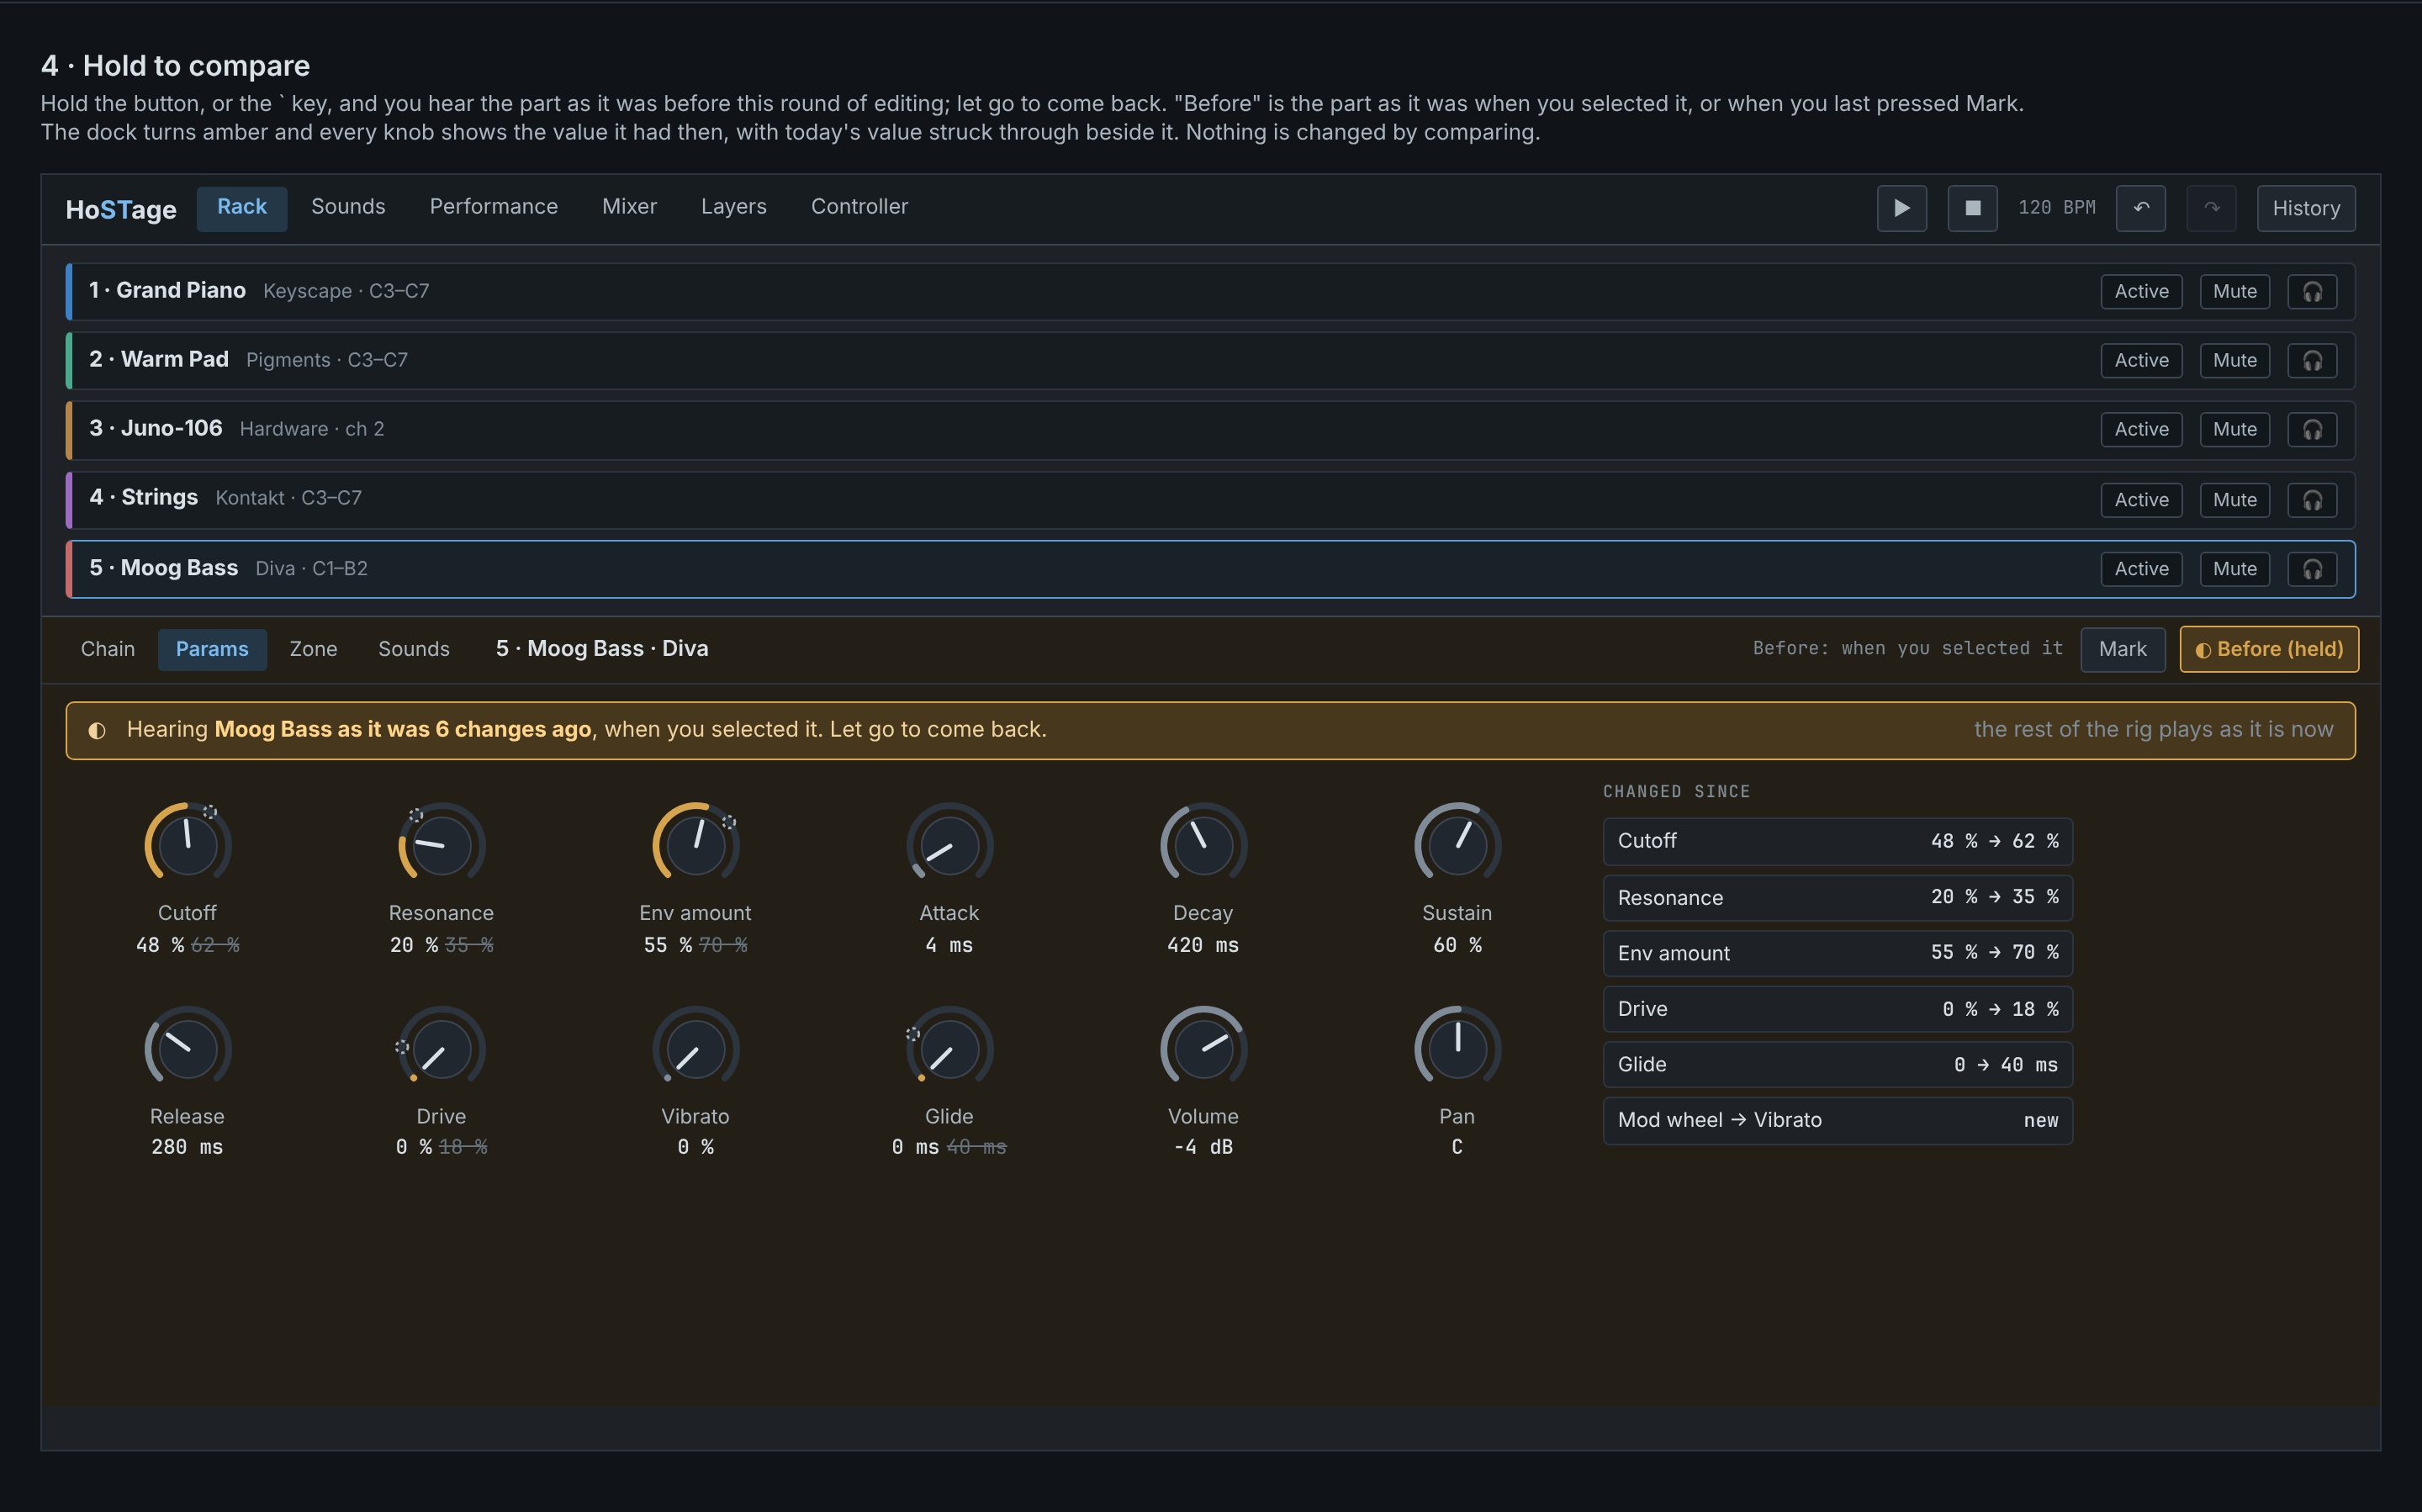 4 · Hold to compare
Hold the button, or the ` key, and you hear the part as it was before this round of editing; let go to come back. "Before" is the part as it was when you selected it, or when you last pressed Mark.
The dock turns amber and every knob shows the value it had then, with today's value struck through beside it. Nothing is changed by comparing.
HoSTage Rack Sounds Performance Mixer Layers Controller ▶ ■ 120 BPM ↶ ↷ History
1 · Grand Piano Keyscape · C3–C7 Active Mute 🎧
2 · Warm Pad Pigments · C3–C7 Active Mute 🎧
3 · Juno-106 Hardware · ch 2 Active Mute 🎧
4 · Strings Kontakt · C3–C7 Active Mute 🎧
5 · Moog Bass Diva · C1–B2 Active Mute 🎧
Chain Params Zone Sounds 5 · Moog Bass · Diva Before: when you selected it Mark ◐ Before (held)
◐ Hearing Moog Bass as it was 6 changes ago, when you selected it. Let go to come back. the rest of the rig plays as it is now
Cutoff Resonance Env amount Attack Decay Sustain
48 % 62 % 20 % 35 % 55 % 70 % 4 ms 420 ms 60 %
Release Drive Vibrato Glide Volume Pan
280 ms 0 % 18 % 0 % 0 ms 40 ms -4 dB C
CHANGED SINCE
Cutoff 48 % → 62 %
Resonance 20 % → 35 %
Env amount 55 % → 70 %
Drive 0 % → 18 %
Glide 0 → 40 ms
Mod wheel → Vibrato new